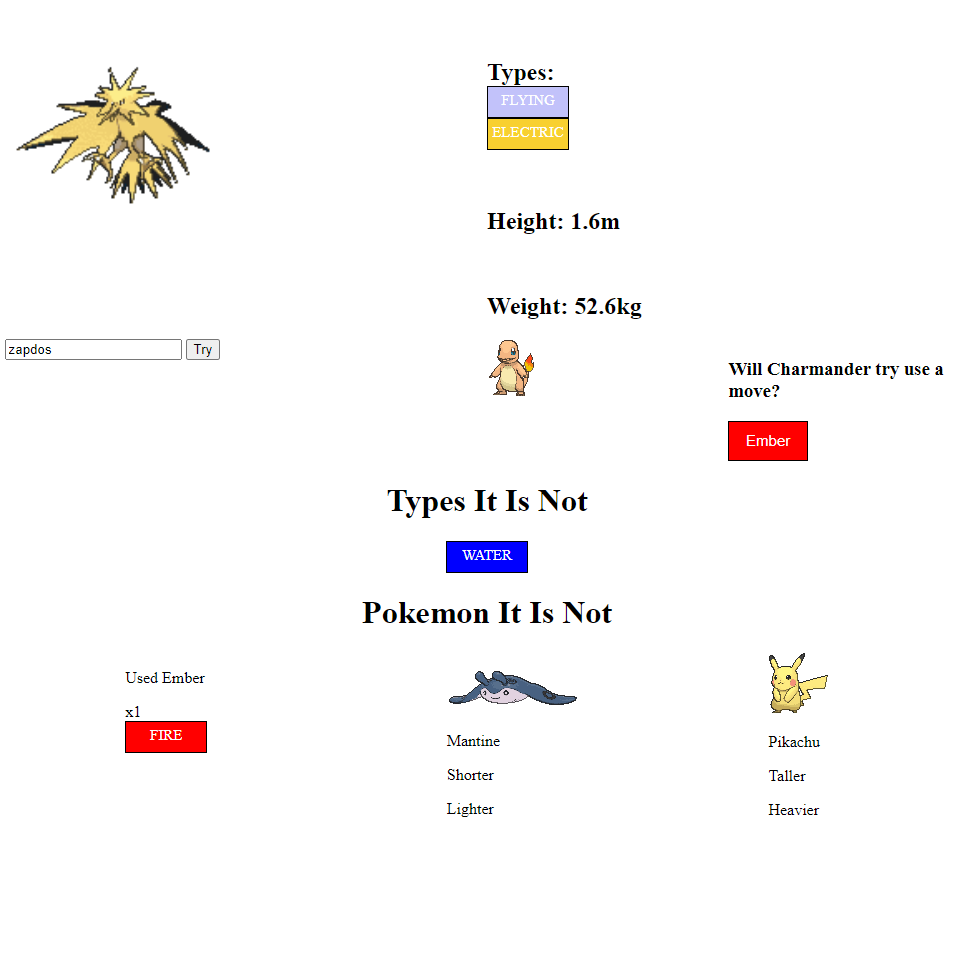 Types:
FLYING
ELECTRIC
Height: 1.6m
Weight: 52.6kg
zapdos Try
Will Charmander try use a
move?
Ember
Types It Is Not
WATER
Pokemon It Is Not
Used Ember
x1
FIRE
Mantine
Shorter
Lighter
Pikachu
Taller
Heavier